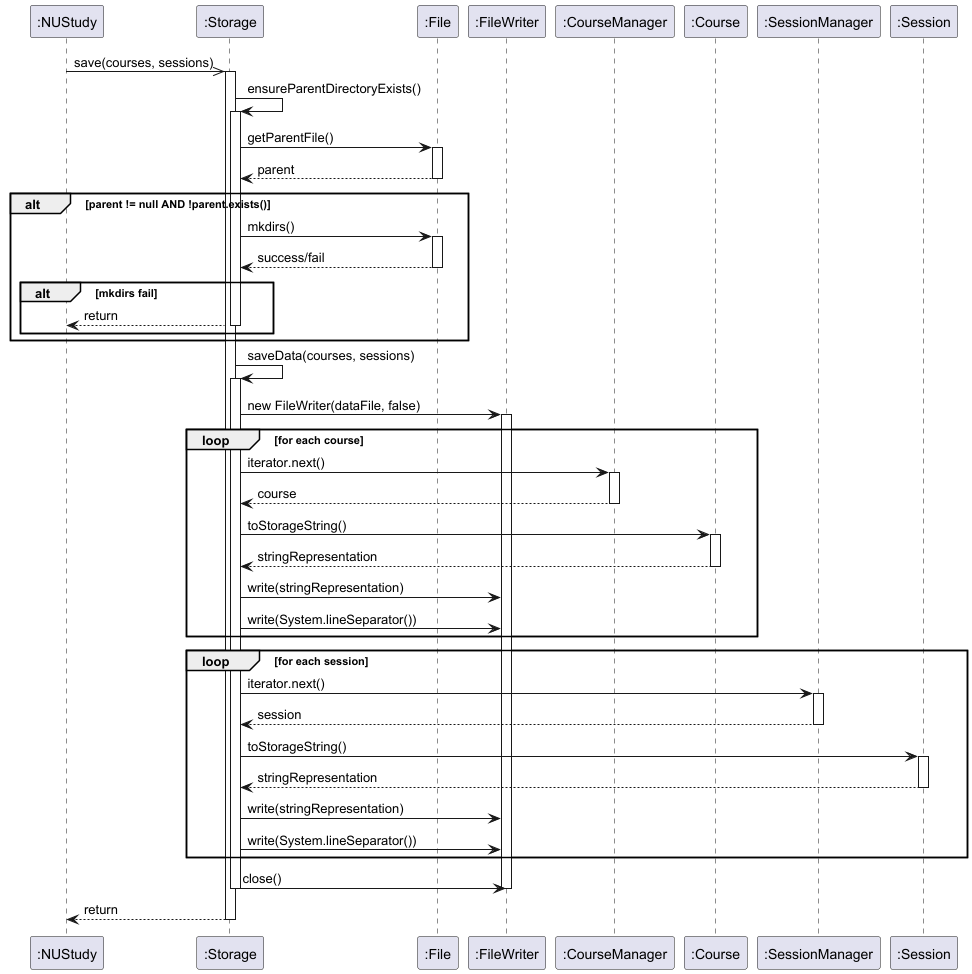 :NUStudy :Storage :File :FileWriter :CourseManager :Course :SessionManager :Session
save(courses, sessions)
ensureParentDirectoryExists()
getParentFile()
parent
alt [parent != null AND !parent.exists()]
mkdirs()
success/fail
alt [mkdirs fail]
return
saveData(courses, sessions)
new FileWriter(dataFile, false)
loop [for each course]
iterator.next()
course
toStorageString()
stringRepresentation
write(stringRepresentation)
write(System.lineSeparator())
loop [for each session]
iterator.next()
session
toStorageString()
stringRepresentation
write(stringRepresentation)
write(System.lineSeparator())
close()
return
:NUStudy :Storage :File :FileWriter :CourseManager :Course :SessionManager :Session